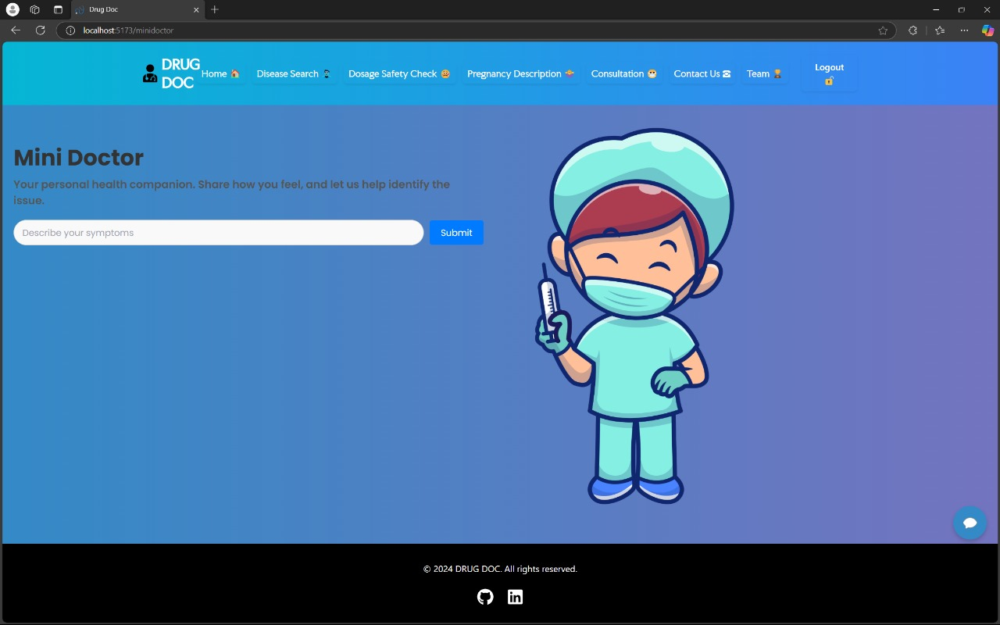 Drug Doc
localhost:5173/minidoctor
DRUG
DOC
Home
Disease Search
Dosage Safety Check
Pregnancy Description
Consultation
Contact Us
Team
Logout
Mini Doctor
Your personal health companion. Share how you feel, and let us help identify the
issue.
Describe your symptoms
Submit
© 2024 DRUG DOC. All rights reserved.
in